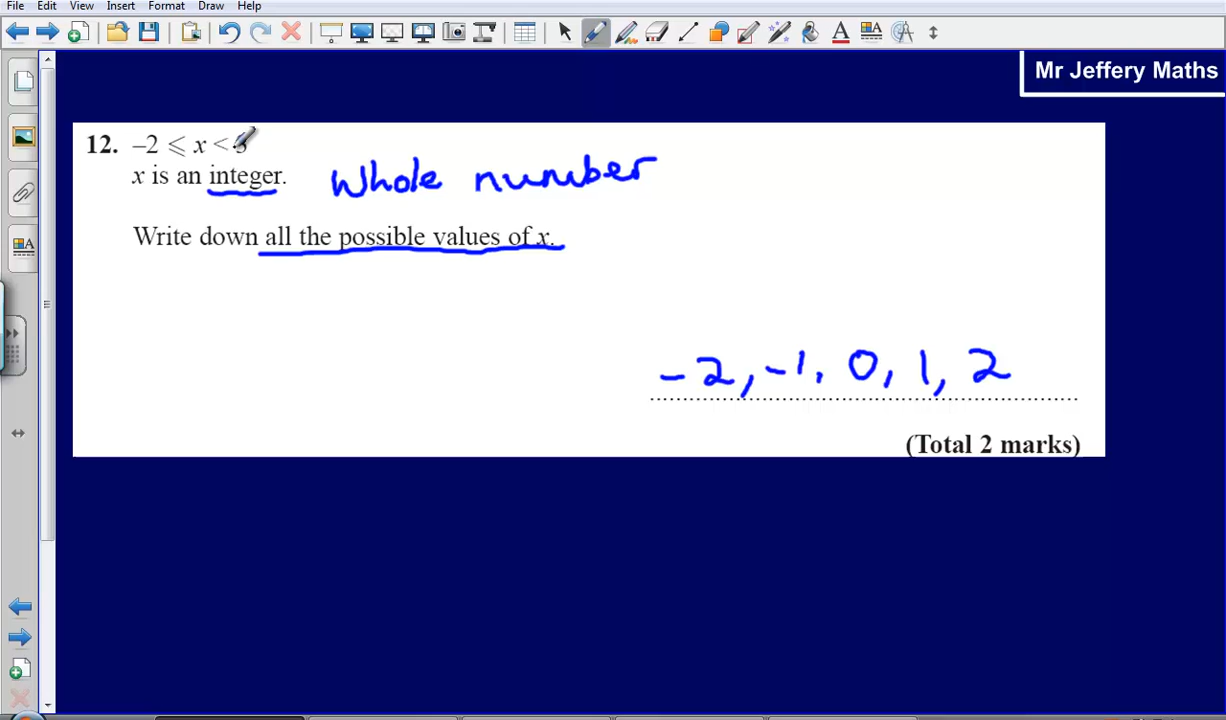 File Edit View Insert Format Draw Help
Mr Jeffery Maths
12. –2 ⩽ x <
x is an integer. Whole number
Write down all the possible values of x.
-2, -1, 0, 1, 2
(Total 2 marks)